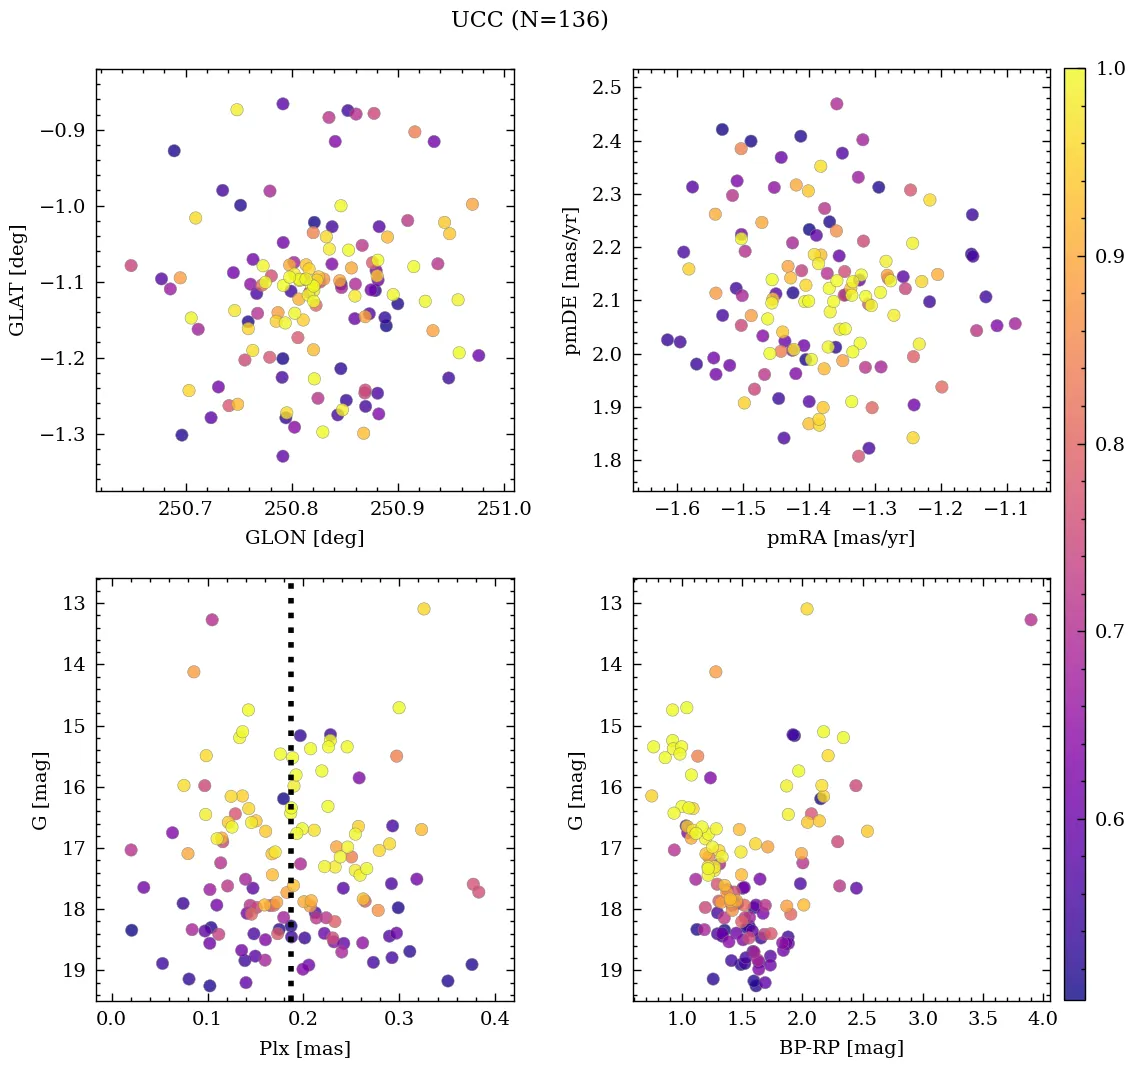 UCC (N=136)
−0.9
−1.0
−1.1
−1.2
−1.3
GLAT [deg]
250.7 250.8 250.9 251.0
GLON [deg]
2.5
2.4
2.3
2.2
2.1
2.0
1.9
1.8
pmDE [mas/yr]
−1.6 −1.5 −1.4 −1.3 −1.2 −1.1
pmRA [mas/yr]
1.0
0.9
0.8
0.7
0.6
13
14
15
16
17
18
19
G [mag]
0.0 0.1 0.2 0.3 0.4
Plx [mas]
13
14
15
16
17
18
19
G [mag]
1.0 1.5 2.0 2.5 3.0 3.5 4.0
BP-RP [mag]